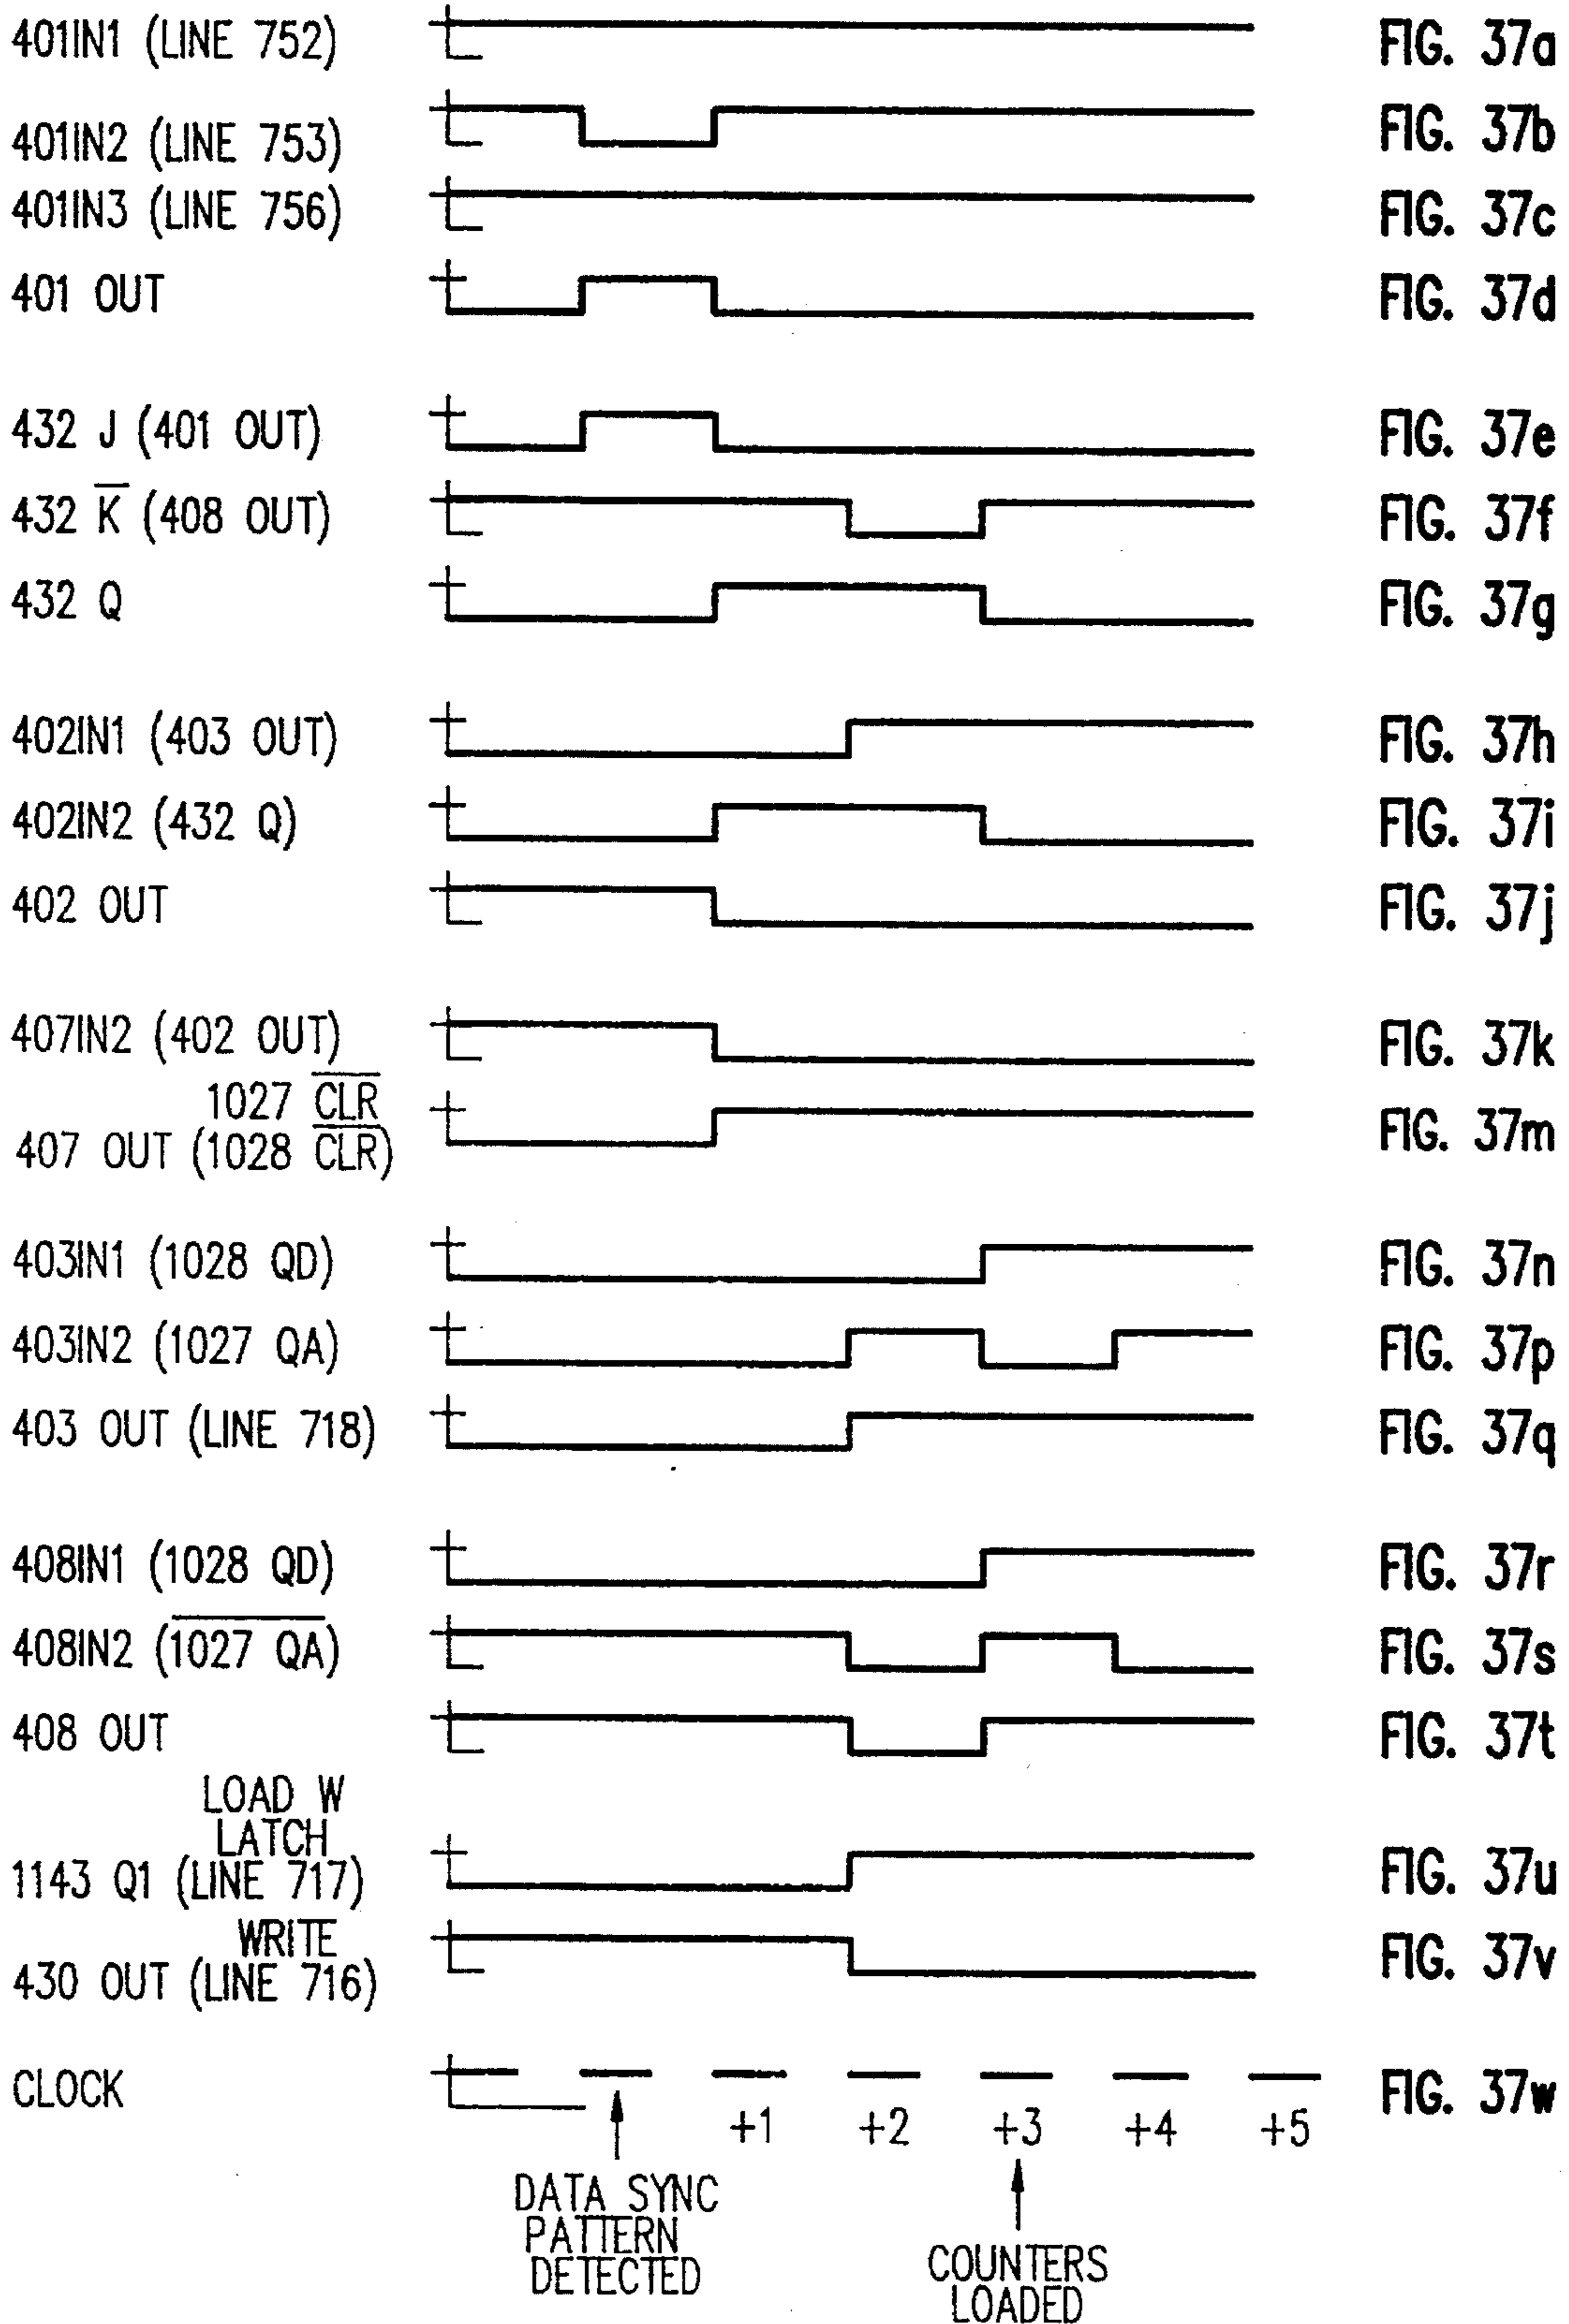 401IN1 (LINE 752) FIG. 37a
401IN2 (LINE 753) FIG. 37b
401IN3 (LINE 756) FIG. 37c
401 OUT FIG. 37d
432 J (401 OUT) FIG. 37e
432 K̅ (408 OUT) FIG. 37f
432 Q FIG. 37g
402IN1 (403 OUT) FIG. 37h
402IN2 (432 Q) FIG. 37i
402 OUT FIG. 37j
407IN2 (402 OUT) FIG. 37k
1027 C̅L̅R̅
407 OUT (1028 C̅L̅R̅) FIG. 37m
403IN1 (1028 QD) FIG. 37n
403IN2 (1027 QA) FIG. 37p
403 OUT (LINE 718) FIG. 37q
408IN1 (1028 QD) FIG. 37r
408IN2 (1̅0̅2̅7̅ ̅Q̅A̅) FIG. 37s
408 OUT FIG. 37t
LOAD W
LATCH
1143 Q1 (LINE 717) FIG. 37u
WRITE
430 OUT (LINE 716) FIG. 37v
CLOCK FIG. 37w
+1 +2 +3 +4 +5
DATA SYNC
PATTERN
DETECTED
COUNTERS
LOADED